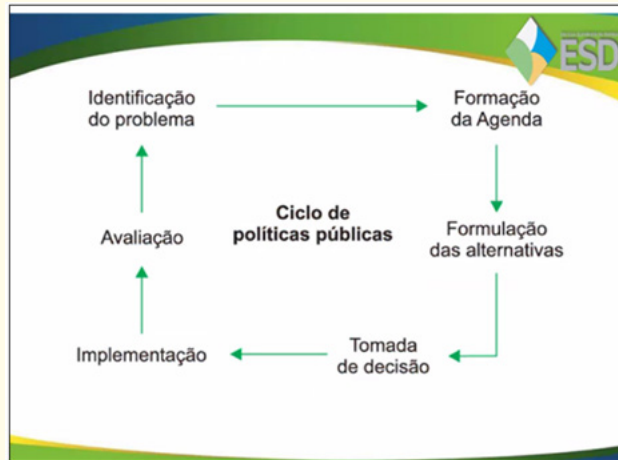 ESD
Identificação
do problema
Formação
da Agenda
Ciclo de
políticas públicas
Avaliação
Formulação
das alternativas
Implementação
Tomada
de decisão